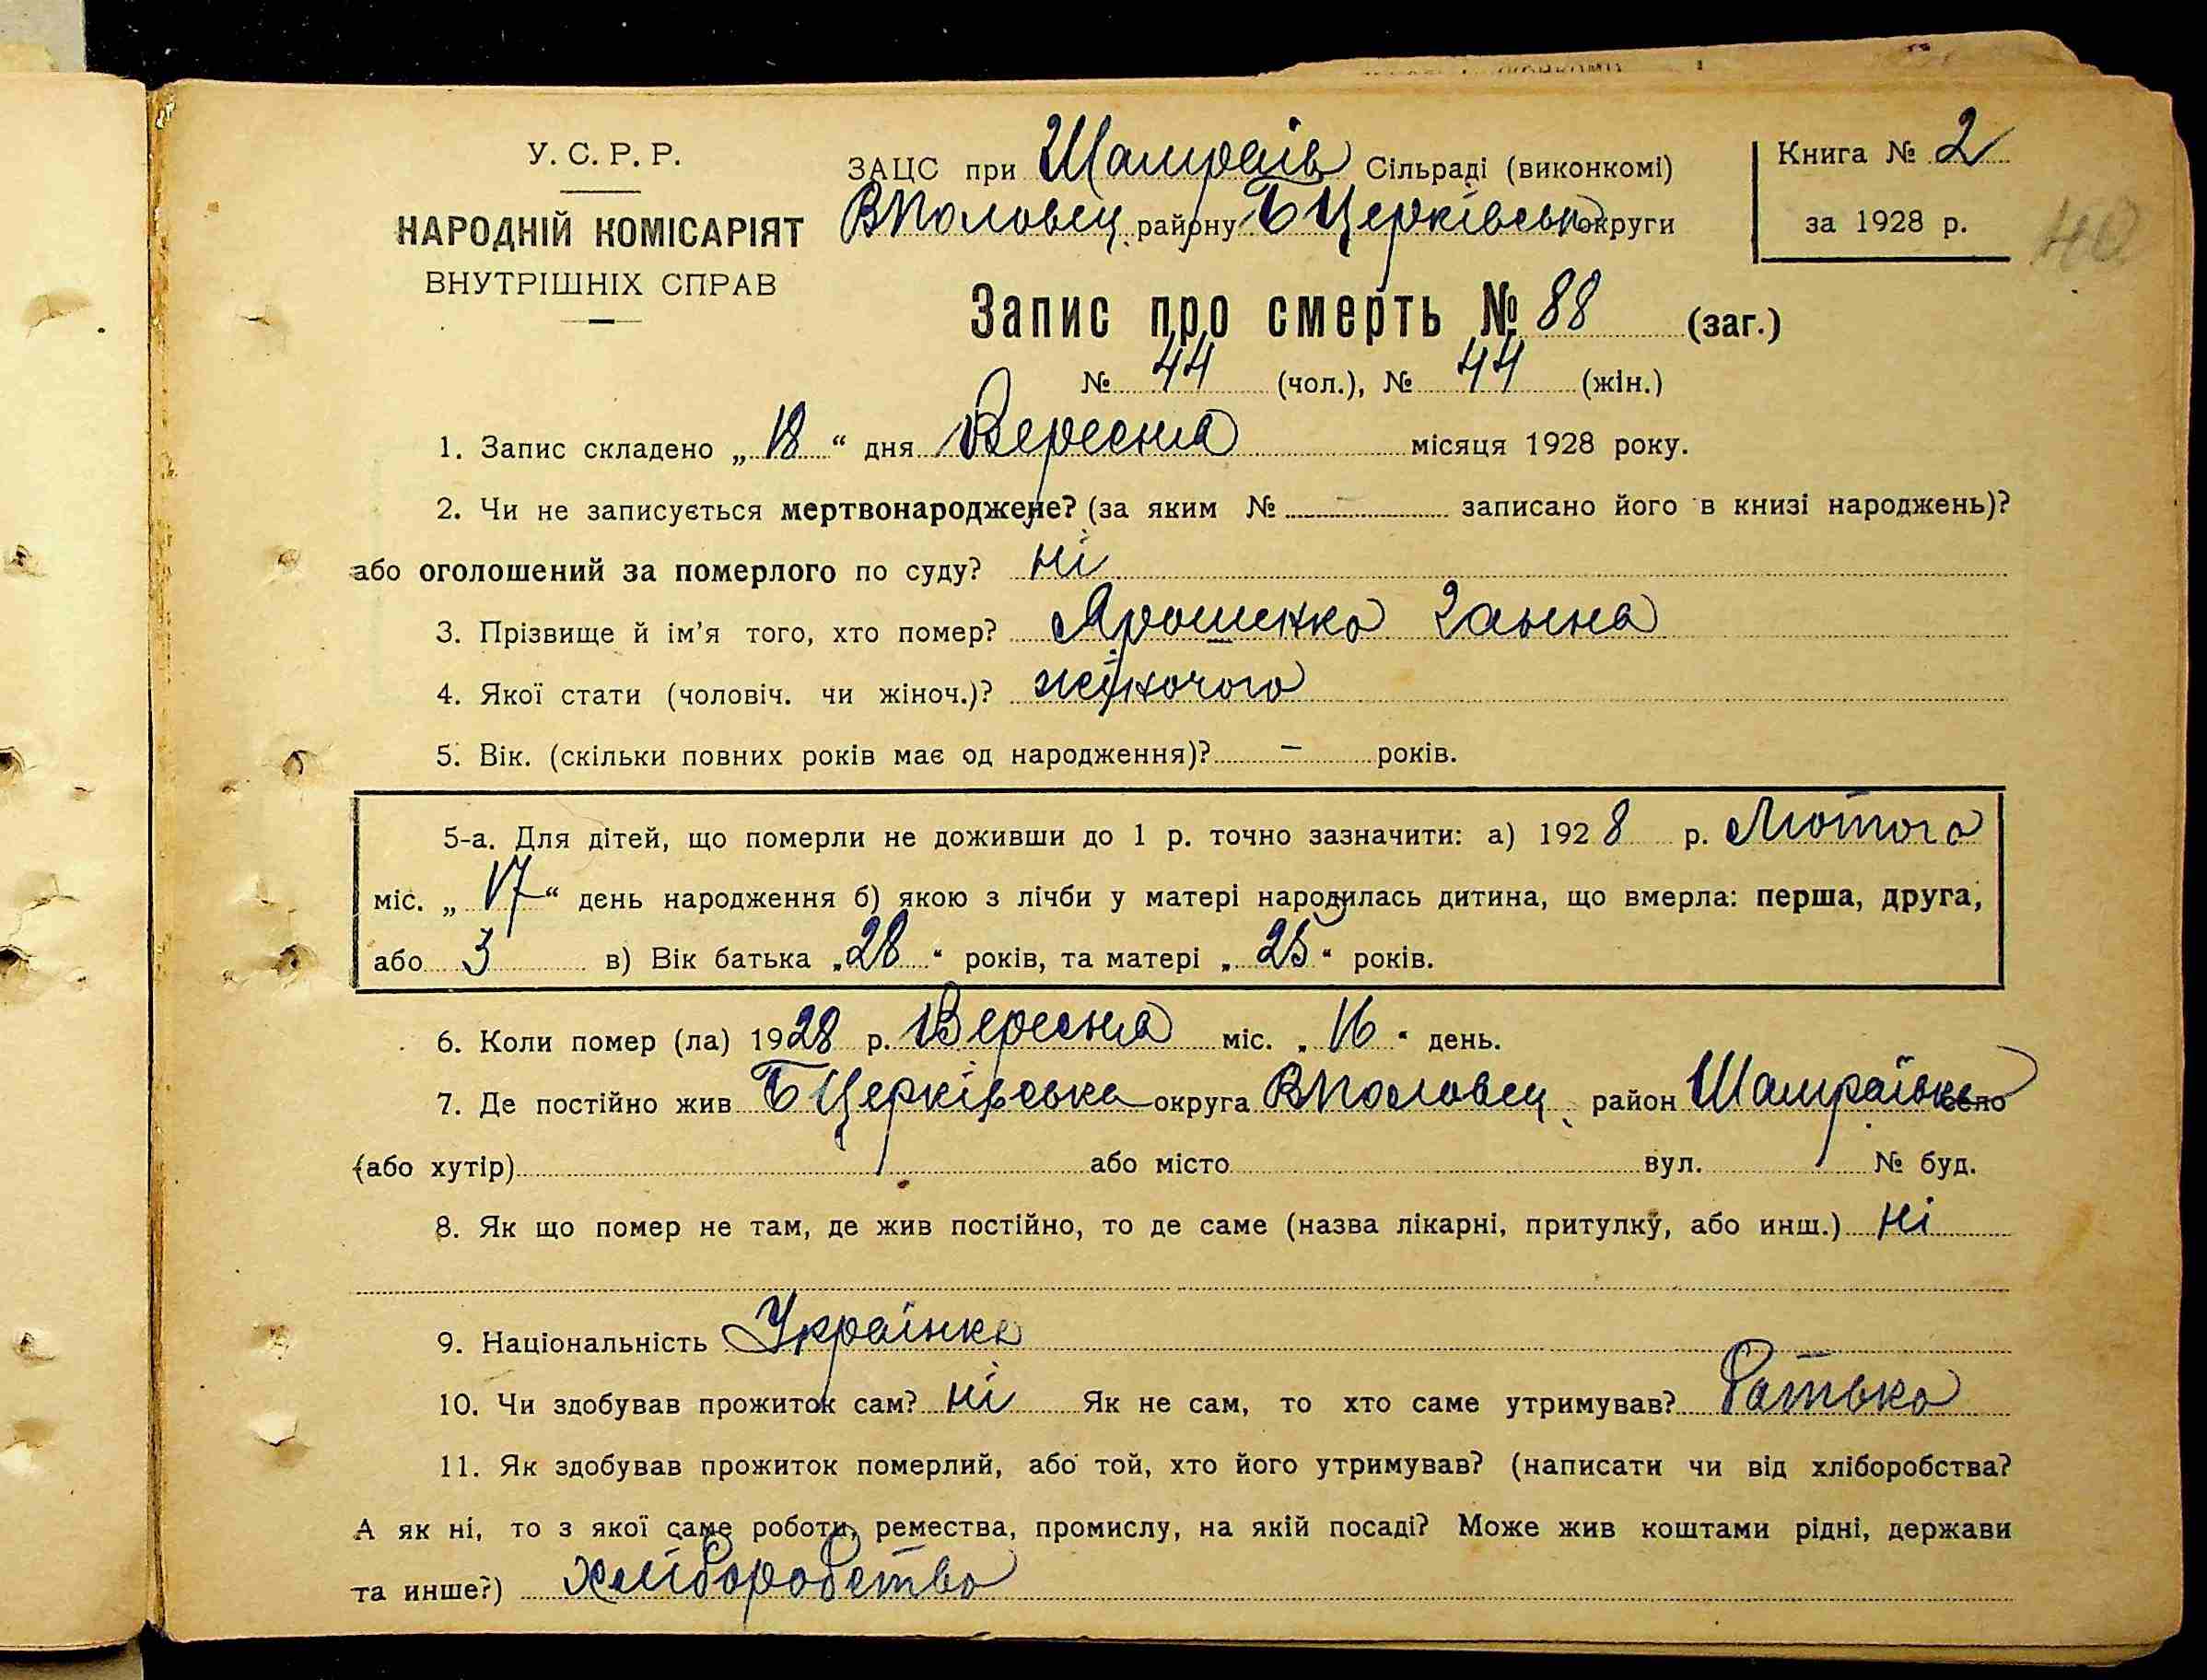 У. С. Р. Р.
НАРОДНІЙ КОМІСАРІЯТ
ВНУТРІШНІХ СПРАВ
ЗАЦС при Шамраїв Сільраді (виконкомі)
ВПоловец. району БЦерківськ округи
Книга № 2
за 1928 р.
40
Запис про смерть № 88 (заг.)
№ 44 (чол.), № 44 (жін.)
1. Запис складено „18“ дня Вересня місяця 1928 року.
2. Чи не записується мертвонароджене? (за яким № — записано його в книзі народжень)?
або оголошений за померлого по суду? ні
3. Прізвище й ім'я того, хто помер? Ярошенко Ганна
4. Якої стати (чоловіч. чи жіноч.)? жіночого
5. Вік. (скільки повних років має од народження)? — років.
5-а. Для дітей, що померли не доживши до 1 р. точно зазначити: а) 1928 р. Лютого
міс. „17“ день народження б) якою з лічби у матері народилась дитина, що вмерла: перша, друга,
або 3 в) Вік батька „28“ років, та матері „25“ років.
6. Коли помер (ла) 1928 р. Вересня міс. „16“ день.
7. Де постійно жив БЦерківська округа ВПоловец. район Шамраївка село
(або хутір) або місто вул. № буд.
8. Як що помер не там, де жив постійно, то де саме (назва лікарні, притулку, або инш.) ні
9. Національність Українка
10. Чи здобував прожиток сам? ні Як не сам, то хто саме утримував? батько
11. Як здобував прожиток померлий, або той, хто його утримував? (написати чи від хліборобства?
А як ні, то з якої саме роботи, ремества, промислу, на якій посаді? Може жив коштами рідні, держави
та инше?) хліборобство